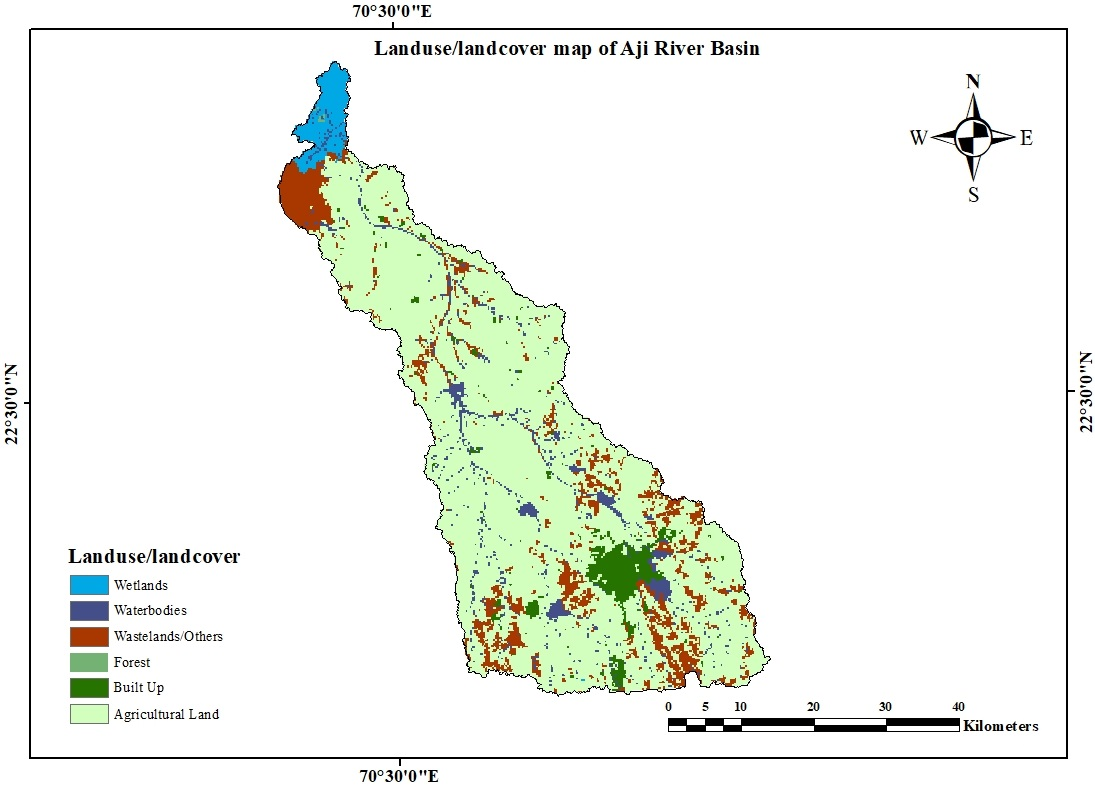 70°30'0"E
Landuse/landcover map of Aji River Basin
N
W E
S
22°30'0"N
22°30'0"N
Landuse/landcover
Wetlands
Waterbodies
Wastelands/Others
Forest
Built Up
Agricultural Land
0 5 10 20 30 40
Kilometers
70°30'0"E